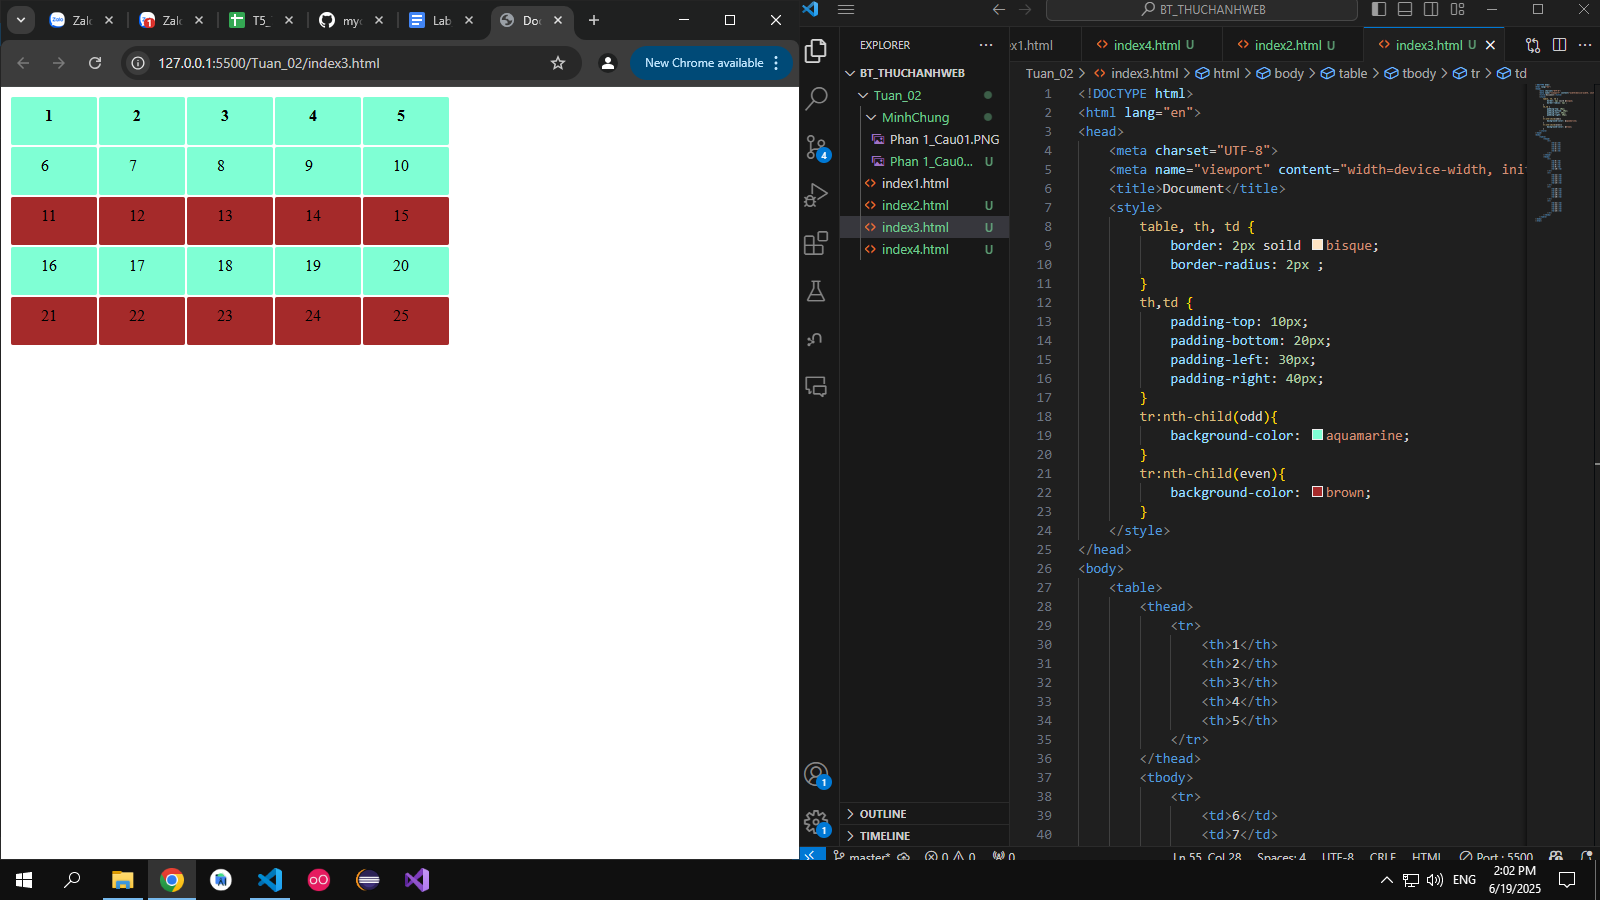 Zalo
Zalo
T5_
myc
Lab
Doc
127.0.0.1:5500/Tuan_02/index3.html
New Chrome available
1 2 3 4 5
6 7 8 9 10
11 12 13 14 15
16 17 18 19 20
21 22 23 24 25
BT_THUCHANHWEB
EXPLORER
BT_THUCHANHWEB
Tuan_02
MinhChung
Phan 1_Cau01.PNG
Phan 1_Cau0... U
index1.html
index2.html U
index3.html U
index4.html U
OUTLINE
TIMELINE
4
1
1
ex1.html
index4.html U
index2.html U
index3.html U
Tuan_02 > index3.html > html > body > table > tbody > tr > td
1 <!DOCTYPE html>
2 <html lang="en">
3 <head>
4 <meta charset="UTF-8">
5 <meta name="viewport" content="width=device-width, init
6 <title>Document</title>
7 <style>
8 table, th, td {
9 border: 2px soild bisque;
10 border-radius: 2px ;
11 }
12 th,td {
13 padding-top: 10px;
14 padding-bottom: 20px;
15 padding-left: 30px;
16 padding-right: 40px;
17 }
18 tr:nth-child(odd){
19 background-color: aquamarine;
20 }
21 tr:nth-child(even){
22 background-color: brown;
23 }
24 </style>
25 </head>
26 <body>
27 <table>
28 <thead>
29 <tr>
30 <th>1</th>
31 <th>2</th>
32 <th>3</th>
33 <th>4</th>
34 <th>5</th>
35 </tr>
36 </thead>
37 <tbody>
38 <tr>
39 <td>6</td>
40 <td>7</td>
master* 0 0 0 Ln 55, Col 28 Spaces: 4 UTF-8 CRLF HTML Port : 5500
ENG
2:02 PM
6/19/2025